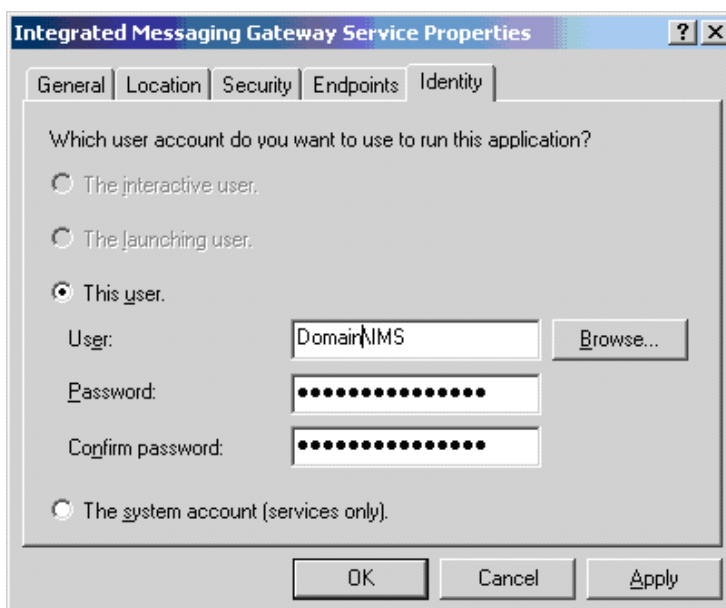 Integrated Messaging Gateway Service Properties ? X
General Location Security Endpoints Identity
Which user account do you want to use to run this application?
The interactive user.
The launching user.
This user.
User: Domain\IMS Browse...
Password: ●●●●●●●●●●●●●●●
Confirm password: ●●●●●●●●●●●●●●●
The system account (services only).
OK Cancel Apply